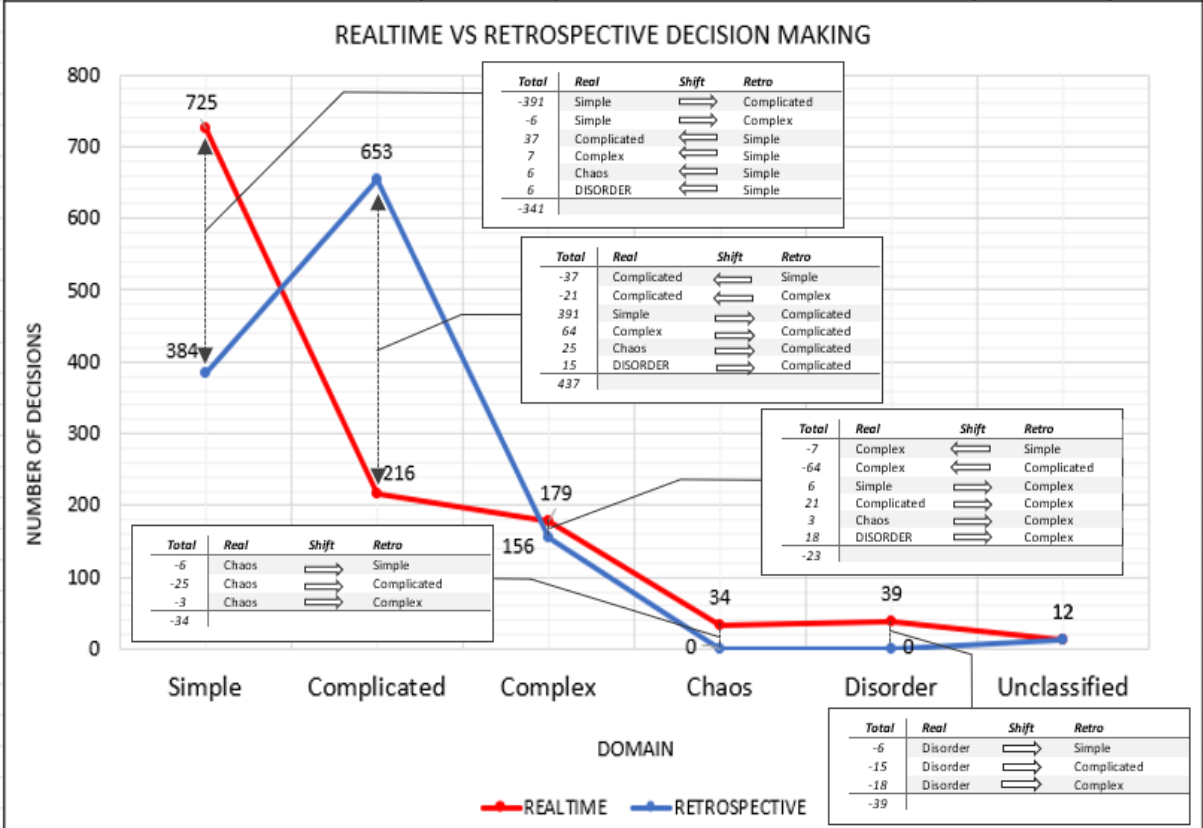 REALTIME VS RETROSPECTIVE DECISION MAKING
NUMBER OF DECISIONS
800
700
600
500
400
300
200
100
0
725
384
653
216
179
156
34
0
39
0
12
Total Real Shift Retro
-391 Simple Complicated
-6 Simple Complex
37 Complicated Simple
7 Complex Simple
6 Chaos Simple
6 DISORDER Simple
-341
Total Real Shift Retro
-37 Complicated Simple
-21 Complicated Complex
391 Simple Complicated
64 Complex Complicated
25 Chaos Complicated
15 DISORDER Complicated
437
Total Real Shift Retro
-7 Complex Simple
-64 Complex Complicated
6 Simple Complex
21 Complicated Complex
3 Chaos Complex
18 DISORDER Complex
-23
Total Real Shift Retro
-6 Chaos Simple
-25 Chaos Complicated
-3 Chaos Complex
-34
Simple Complicated Complex Chaos Disorder Unclassified
DOMAIN
Total Real Shift Retro
-6 Disorder Simple
-15 Disorder Complicated
-18 Disorder Complex
-39
REALTIME RETROSPECTIVE